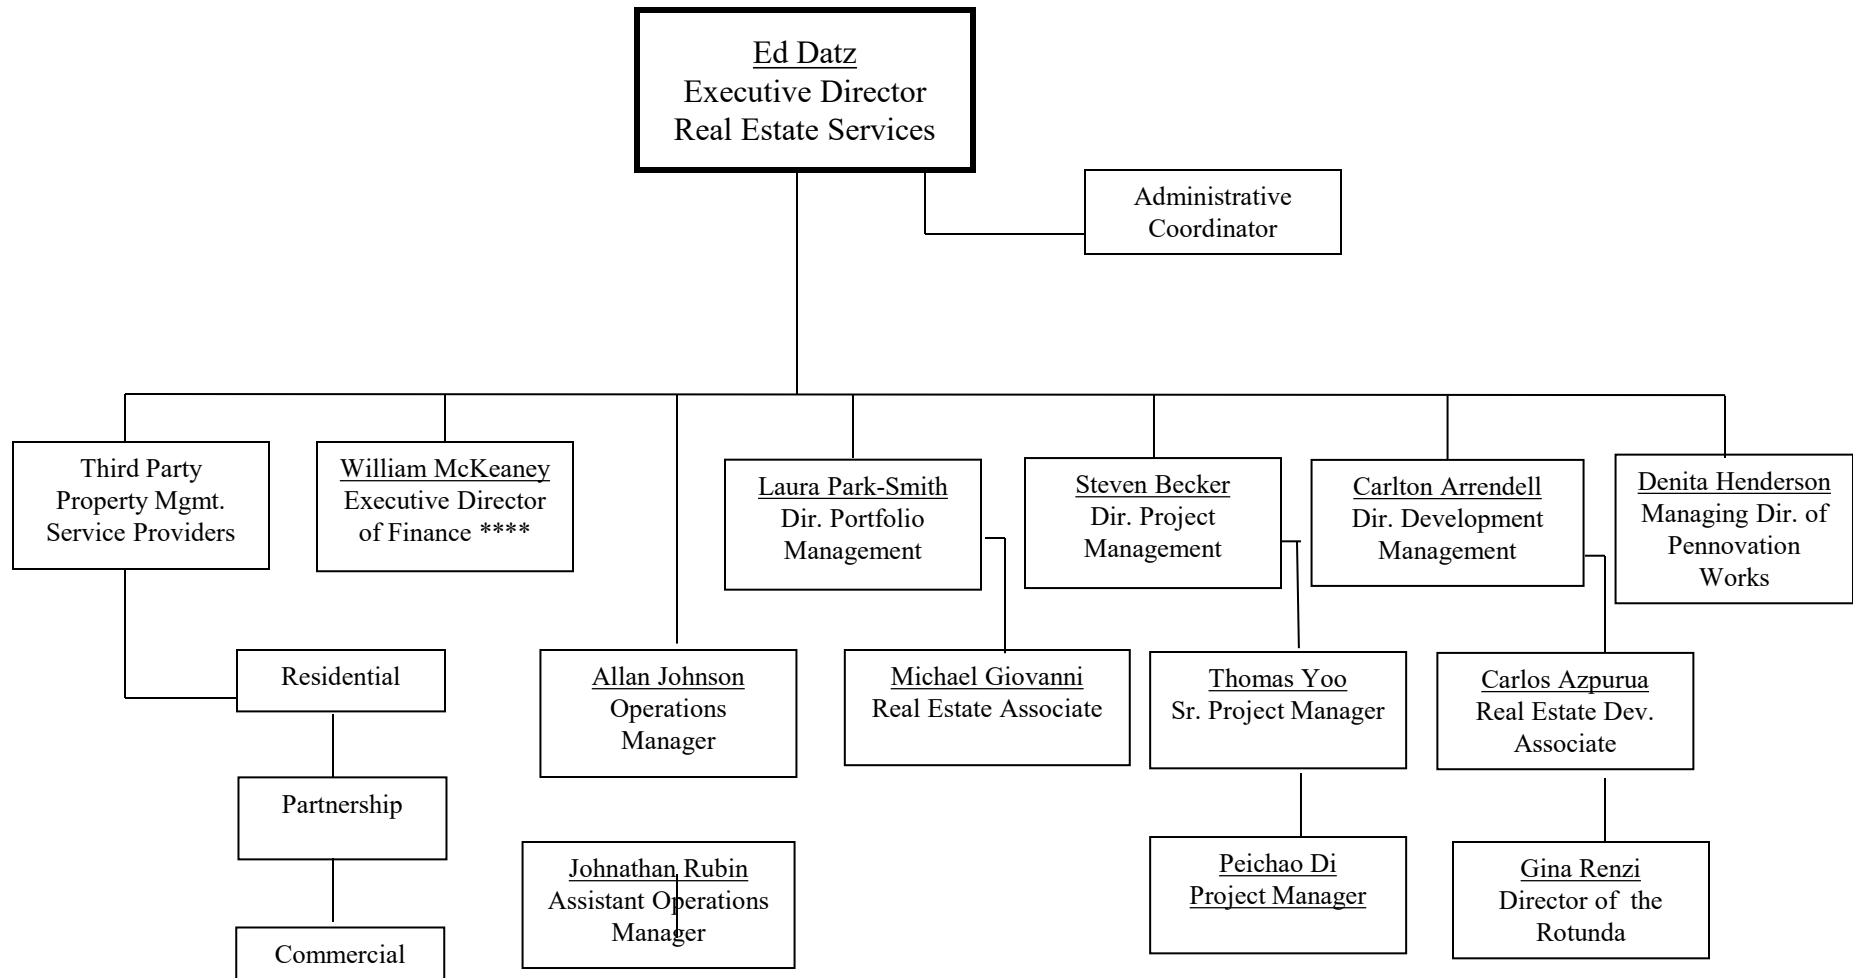 Ed Datz
Executive Director
Real Estate Services
Administrative
Coordinator
Third Party
Property Mgmt.
Service Providers
William McKeaney
Executive Director
of Finance ****
Laura Park-Smith
Dir. Portfolio
Management
Steven Becker
Dir. Project
Management
Carlton Arrendell
Dir. Development
Management
Denita Henderson
Managing Dir. of
Pennovation
Works
Residential
Allan Johnson
Operations
Manager
Michael Giovanni
Real Estate Associate
Thomas Yoo
Sr. Project Manager
Carlos Azpurua
Real Estate Dev.
Associate
Partnership
Johnathan Rubin
Assistant Operations
Manager
Peichao Di
Project Manager
Gina Renzi
Director of the
Rotunda
Commercial